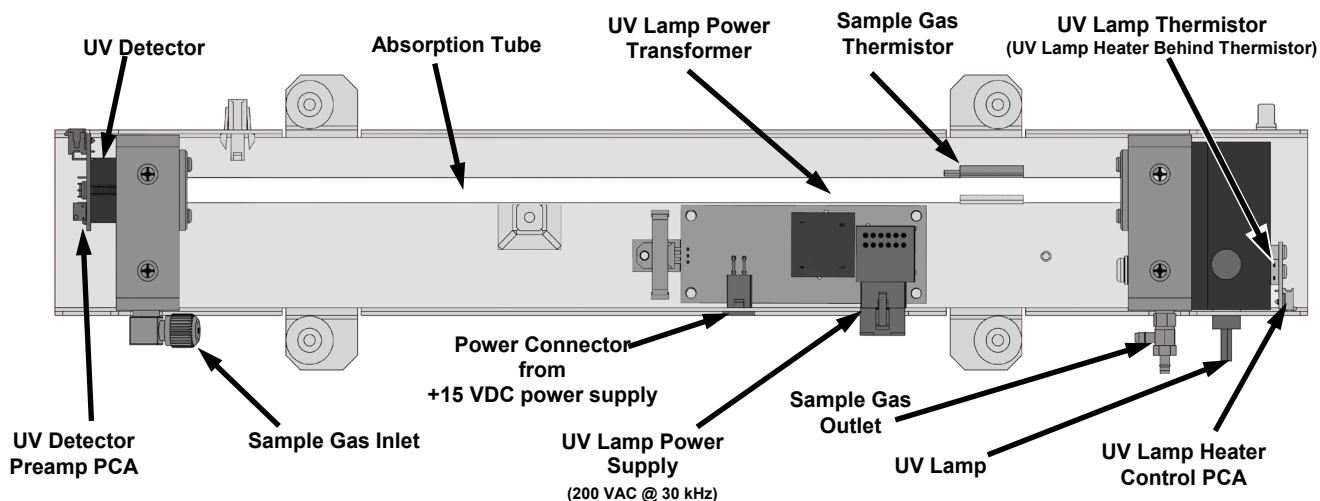 UV Detector
Absorption Tube
UV Lamp Power
Transformer
Sample Gas
Thermistor
UV Lamp Thermistor
(UV Lamp Heater Behind Thermistor)
Power Connector
from
+15 VDC power supply
UV Detector
Preamp PCA
Sample Gas Inlet
UV Lamp Power
Supply
(200 VAC @ 30 kHz)
Sample Gas
Outlet
UV Lamp
UV Lamp Heater
Control PCA